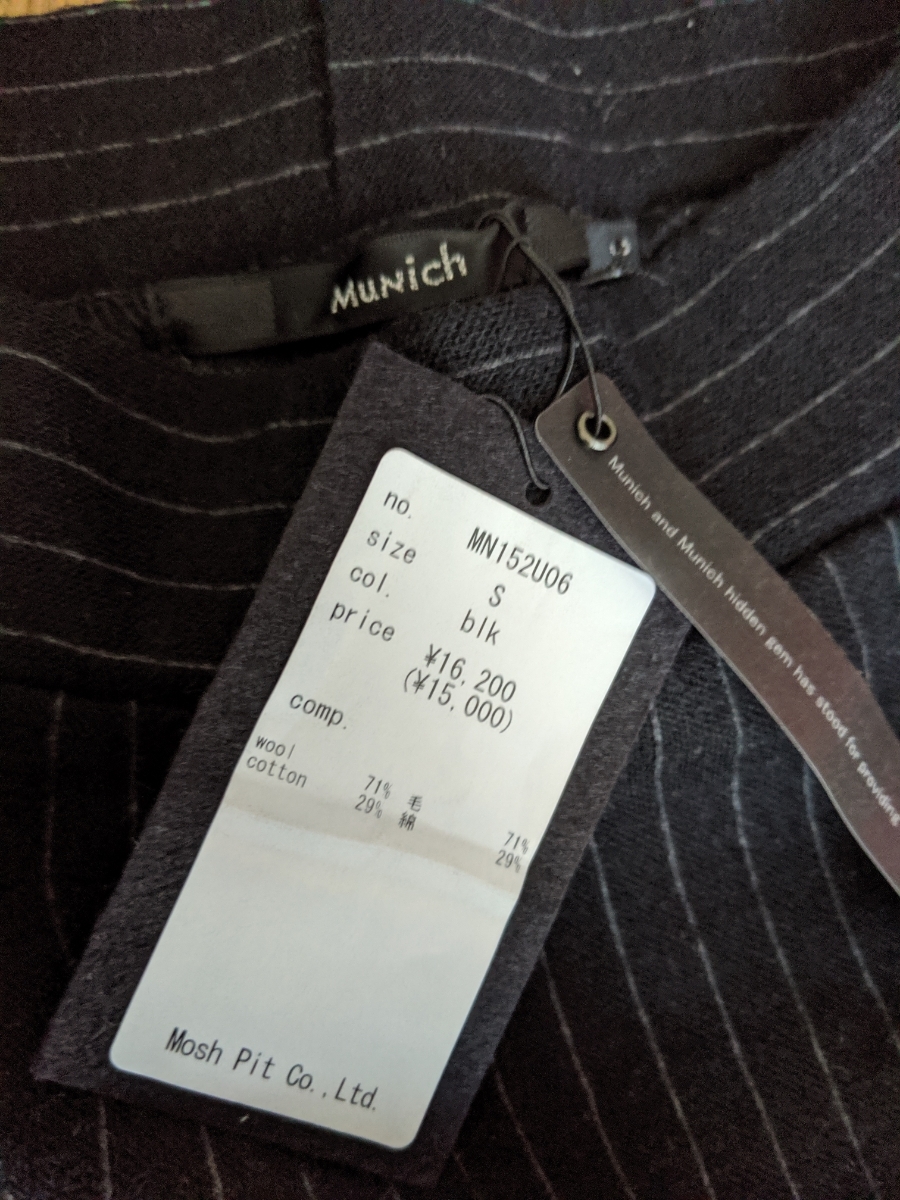 Munich
S
Munich and Munich hidden gem has stood for providing
no. MN152U06
size S
col. blk
price ¥16,200
(¥15,000)
comp.
wool 71% 毛 71%
cotton 29% 綿 29%
Mosh Pit Co.,Ltd.